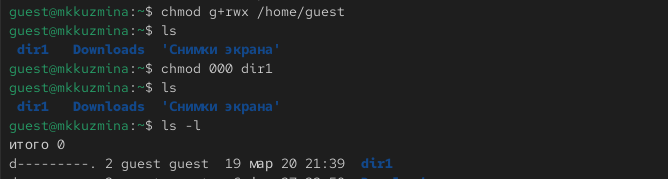 guest@mkkuzmina:~$ chmod g+rwx /home/guest
guest@mkkuzmina:~$ ls
dir1 Downloads 'Снимки экрана'
guest@mkkuzmina:~$ chmod 000 dir1
guest@mkkuzmina:~$ ls
dir1 Downloads 'Снимки экрана'
guest@mkkuzmina:~$ ls -l
итого 0
d---------. 2 guest guest 19 мар 20 21:39 dir1